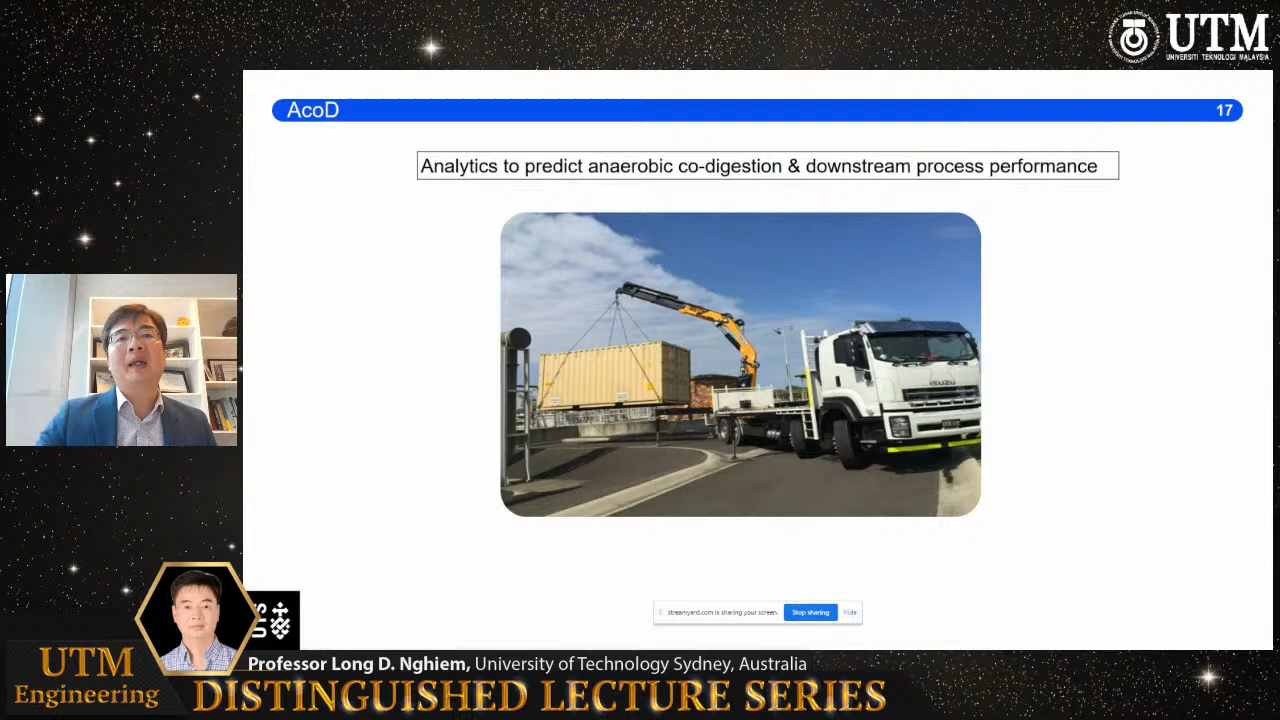 UTM
UNIVERSITI TEKNOLOGI MALAYSIA
AcoD
17
Analytics to predict anaerobic co-digestion & downstream process performance
ISUZU
streamyard.com is sharing your screen.
Stop sharing
Hide
UTS
UTM
Engineering
Professor Long D. Nghiem, University of Technology Sydney, Australia
DISTINGUISHED LECTURE SERIES